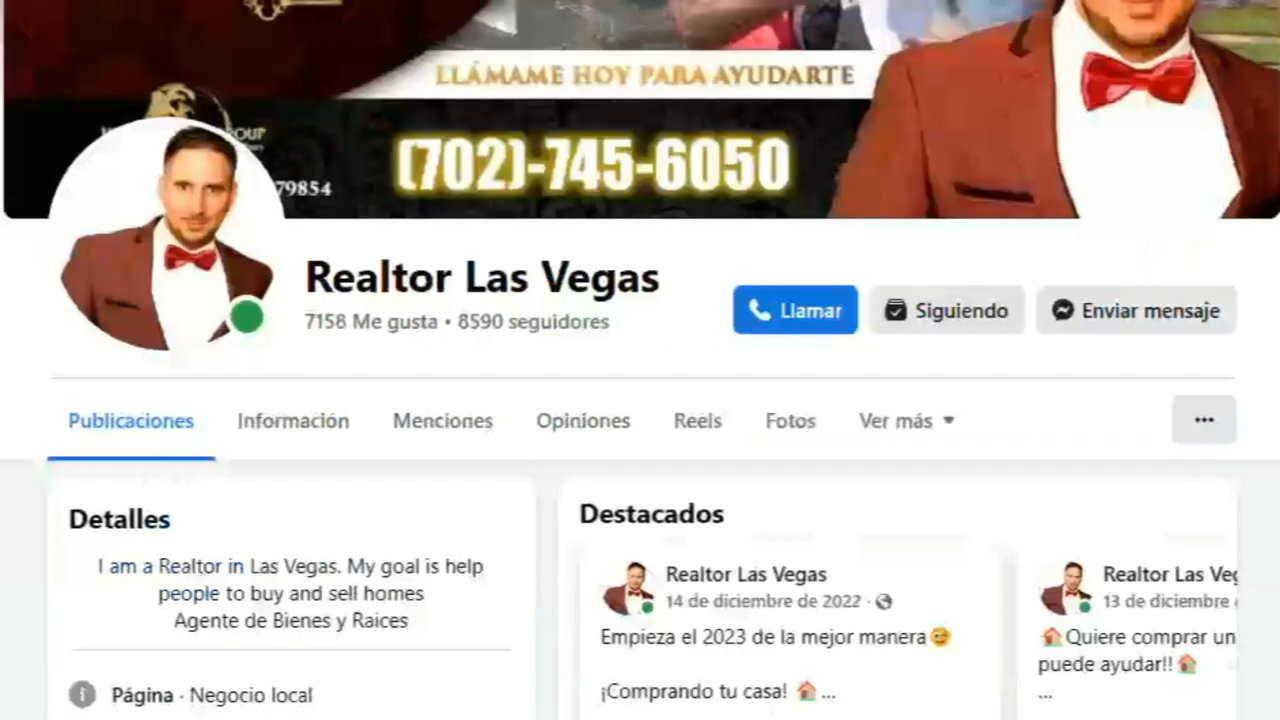 LLÁMAME HOY PARA AYUDARTE
(702)-745-6050
79854
Realtor Las Vegas
7158 Me gusta • 8590 seguidores
Llamar
Siguiendo
Enviar mensaje
Publicaciones
Información
Menciones
Opiniones
Reels
Fotos
Ver más
Detalles
I am a Realtor in Las Vegas. My goal is help
people to buy and sell homes
Agente de Bienes y Raices
Página · Negocio local
Destacados
Realtor Las Vegas
14 de diciembre de 2022 ·
Empieza el 2023 de la mejor manera
¡Comprando tu casa! 🏠...
Realtor Las Veg
13 de diciembre
🏠Quiere comprar un
puede ayudar!!🏠
...